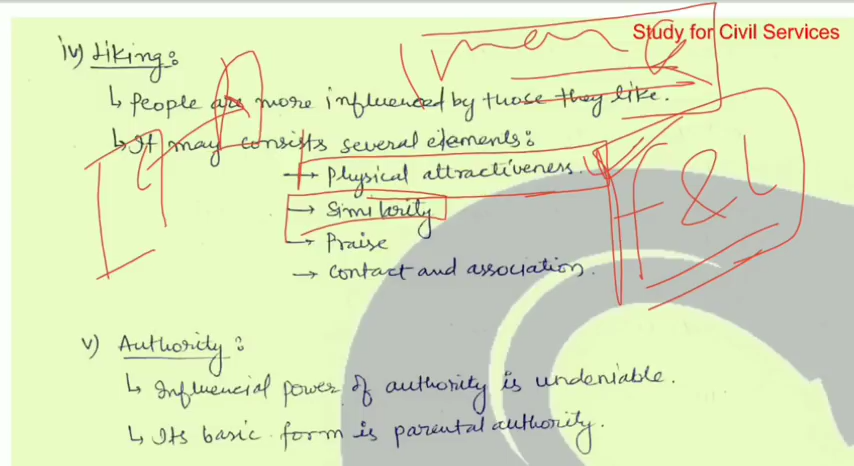 Study for Civil Services
iv) Liking:
↳ People are more influenced by those they like.
↳ It may consists several elements:
→ Physical attractiveness.
→ Similarity
→ Praise
→ Contact and association.
F & L
v) Authority:
↳ Influencial power of authority is undeniable.
↳ Its basic form is parental authority.